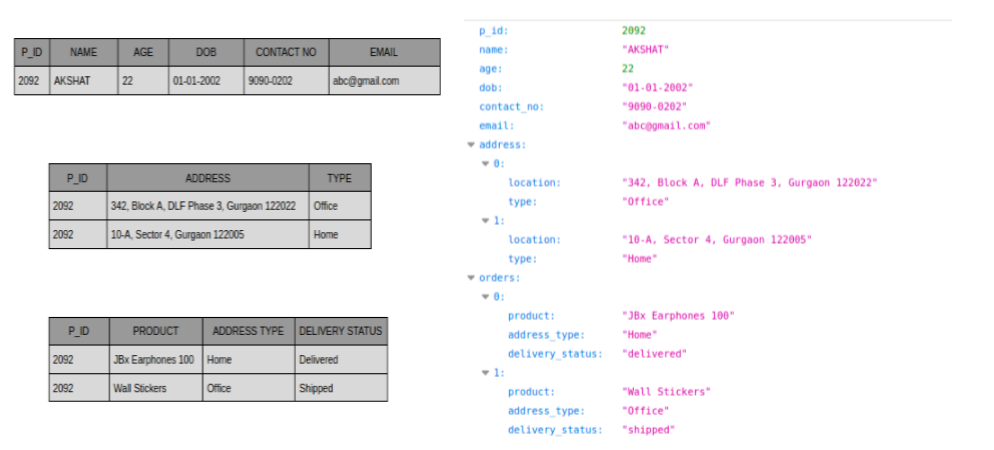 P_ID NAME AGE DOB CONTACT NO EMAIL
2092 AKSHAT 22 01-01-2002 9090-0202 abc@gmail.com
P_ID ADDRESS TYPE
2092 342, Block A, DLF Phase 3, Gurgaon 122022 Office
2092 10-A, Sector 4, Gurgaon 122005 Home
P_ID PRODUCT ADDRESS TYPE DELIVERY STATUS
2092 JBx Earphones 100 Home Delivered
2092 Wall Stickers Office Shipped
p_id: 2092
name: "AKSHAT"
age: 22
dob: "01-01-2002"
contact_no: "9090-0202"
email: "abc@gmail.com"
address:
0:
location: "342, Block A, DLF Phase 3, Gurgaon 122022"
type: "Office"
1:
location: "10-A, Sector 4, Gurgaon 122005"
type: "Home"
orders:
0:
product: "JBx Earphones 100"
address_type: "Home"
delivery_status: "delivered"
1:
product: "Wall Stickers"
address_type: "Office"
delivery_status: "shipped"